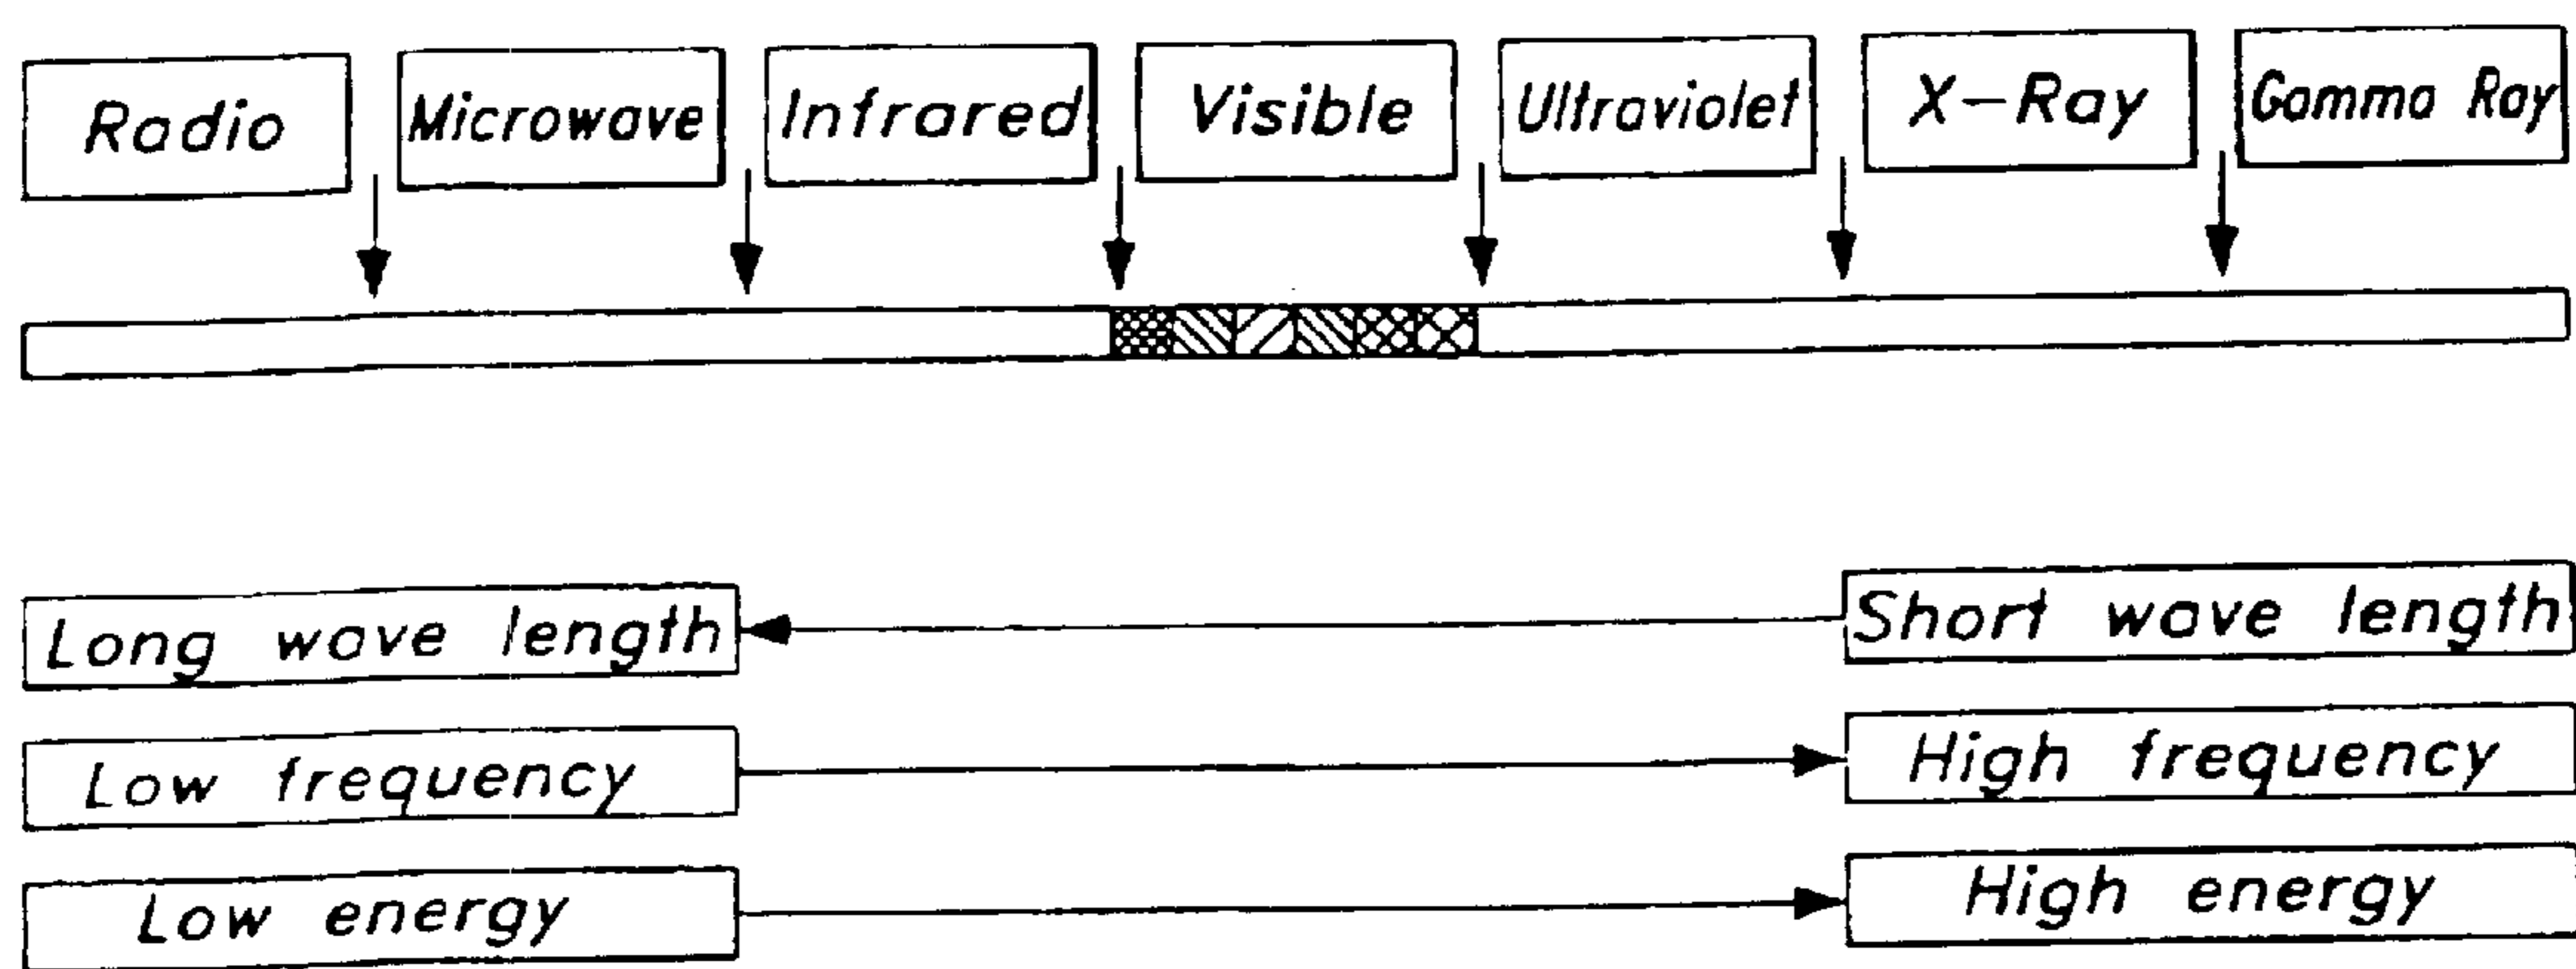 Radio Microwave Infrared Visible Ultraviolet X-Ray Gamma Ray
Long wave length Short wave length
Low frequency High frequency
Low energy High energy